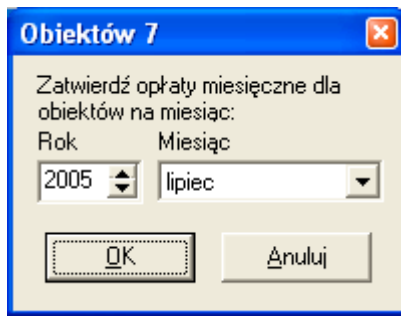 Obiektów 7
Zatwierdź opłaty miesięczne dla
obiektów na miesiąc:
Rok Miesiąc
2005 lipiec
OK Anuluj